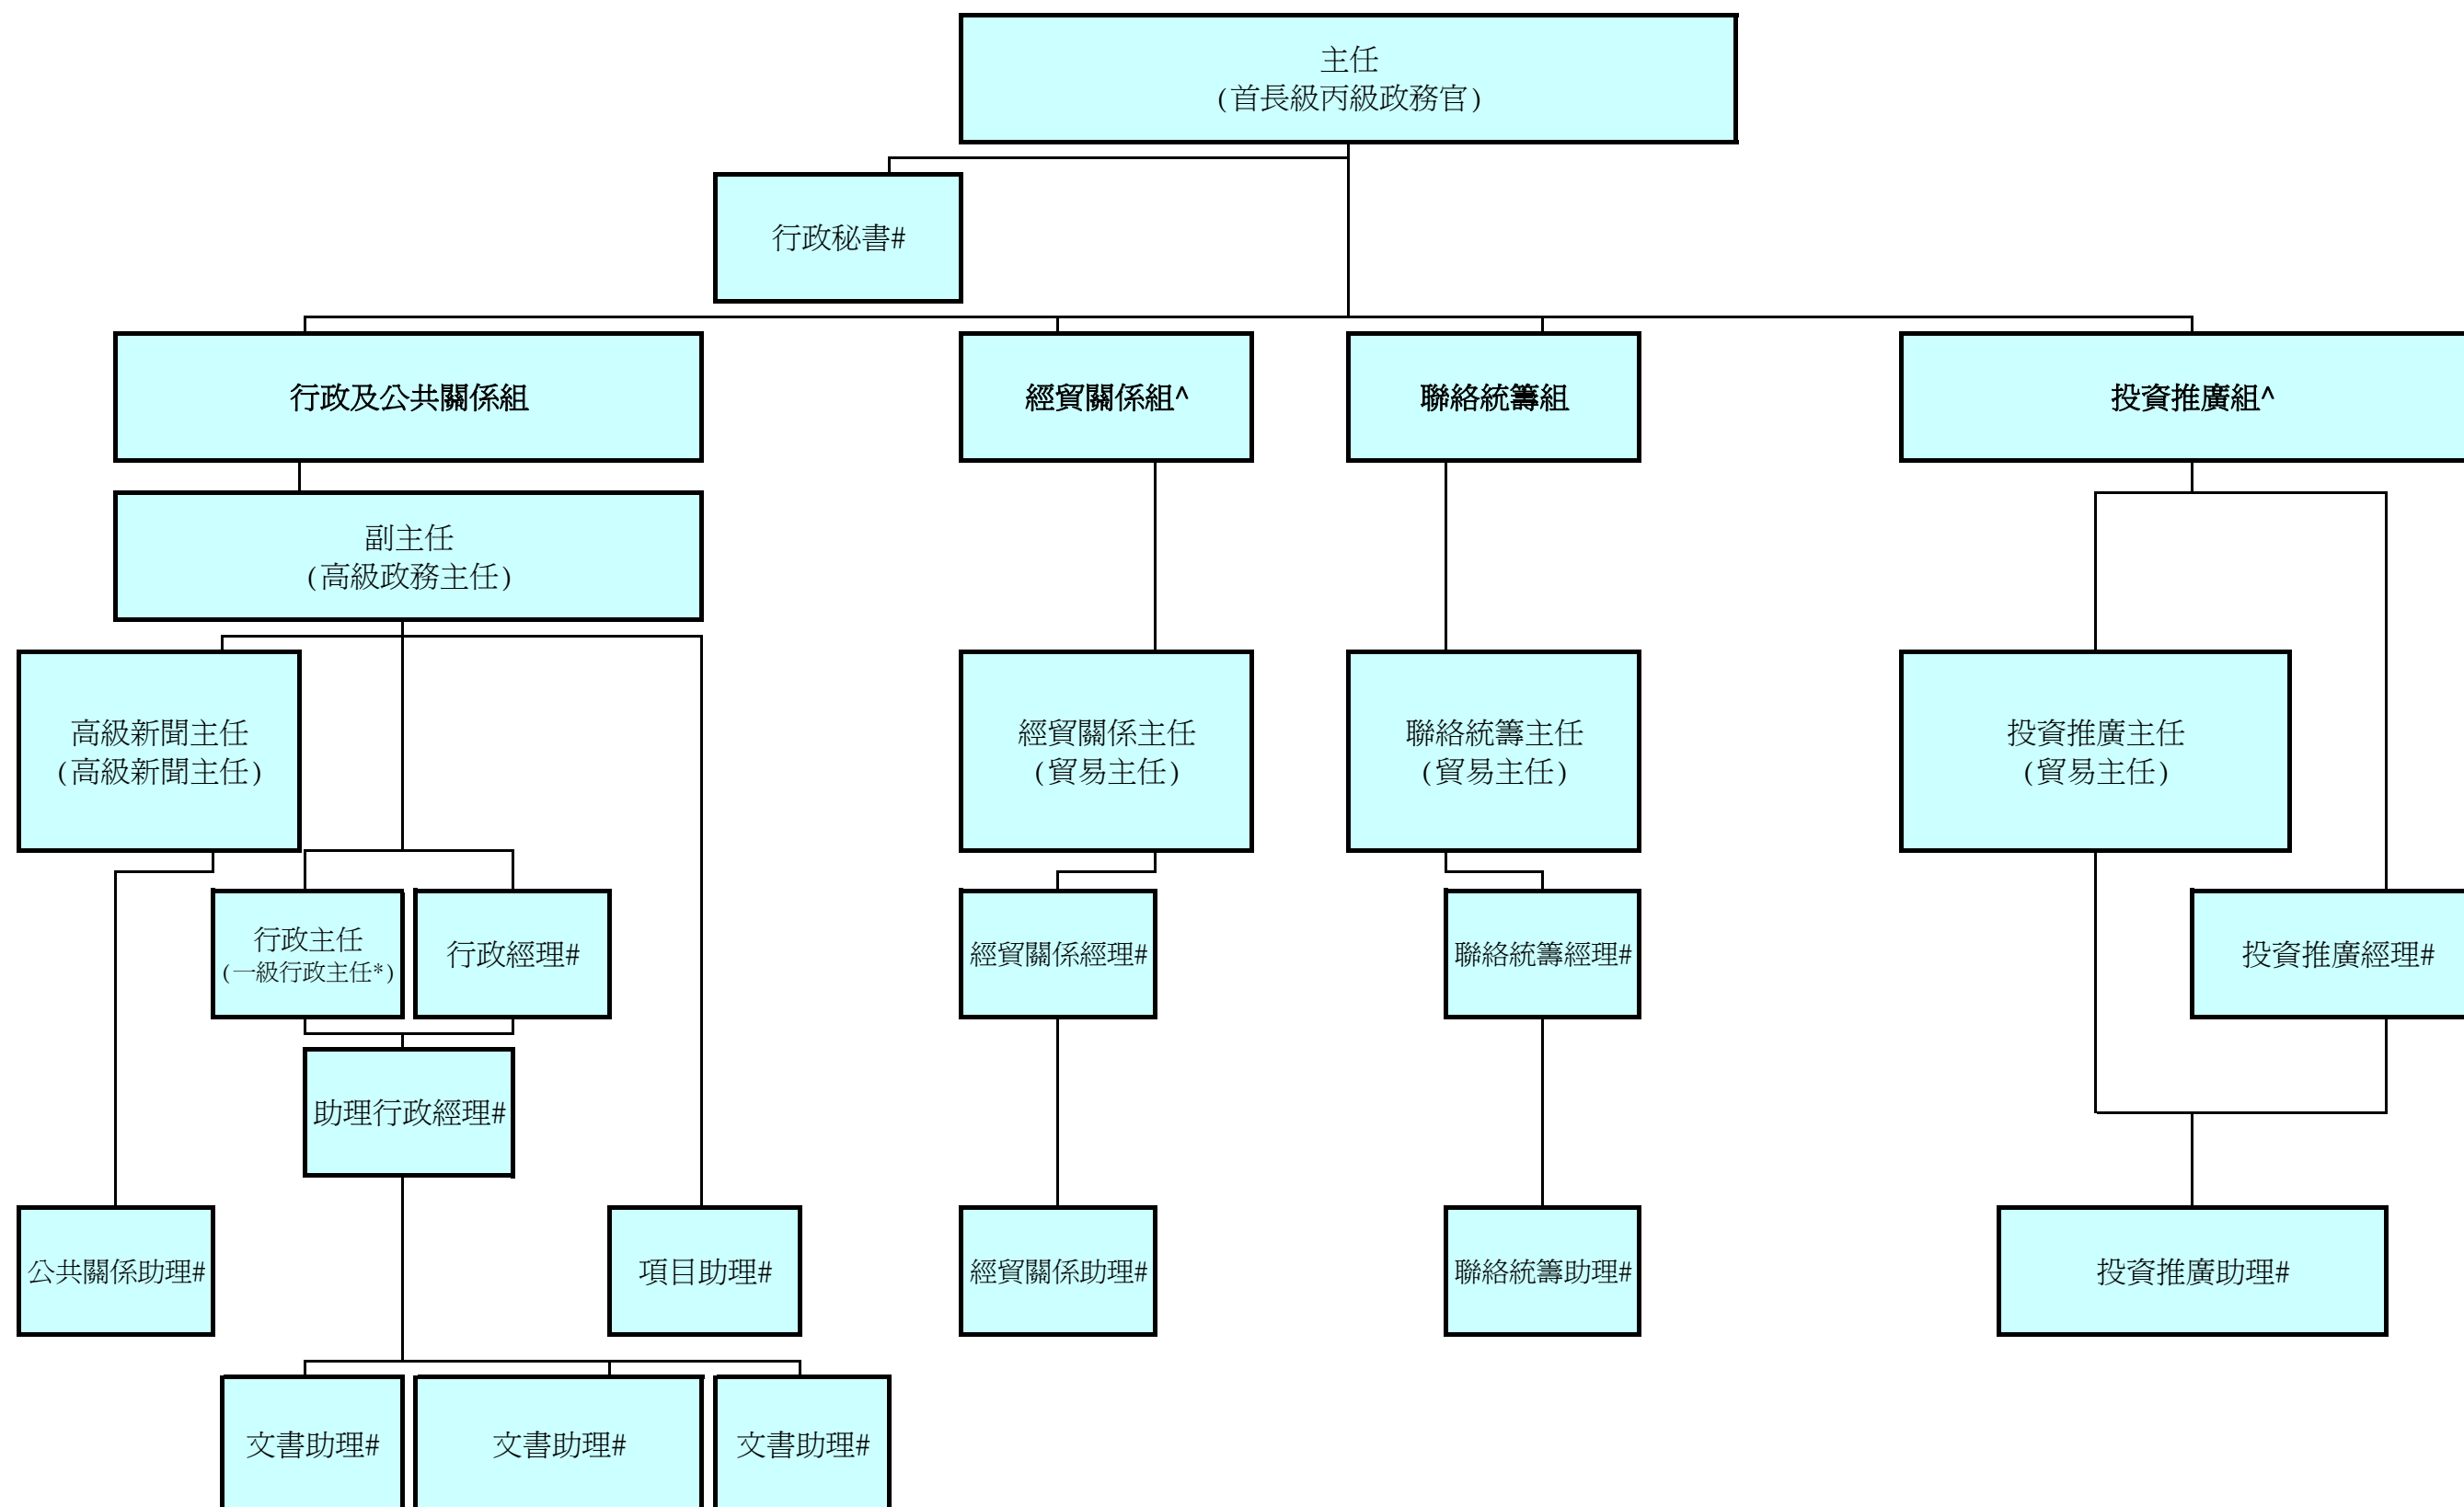 主任
(首長級丙級政務官)
行政秘書#
行政及公共關係組
經貿關係組^
聯絡統籌組
投資推廣組^
副主任
(高級政務主任)
高級新聞主任
(高級新聞主任)
經貿關係主任
(貿易主任)
聯絡統籌主任
(貿易主任)
投資推廣主任
(貿易主任)
行政主任
(一級行政主任*)
行政經理#
經貿關係經理#
聯絡統籌經理#
投資推廣經理#
助理行政經理#
公共關係助理#
項目助理#
經貿關係助理#
聯絡統籌助理#
投資推廣助理#
文書助理#
文書助理#
文書助理#